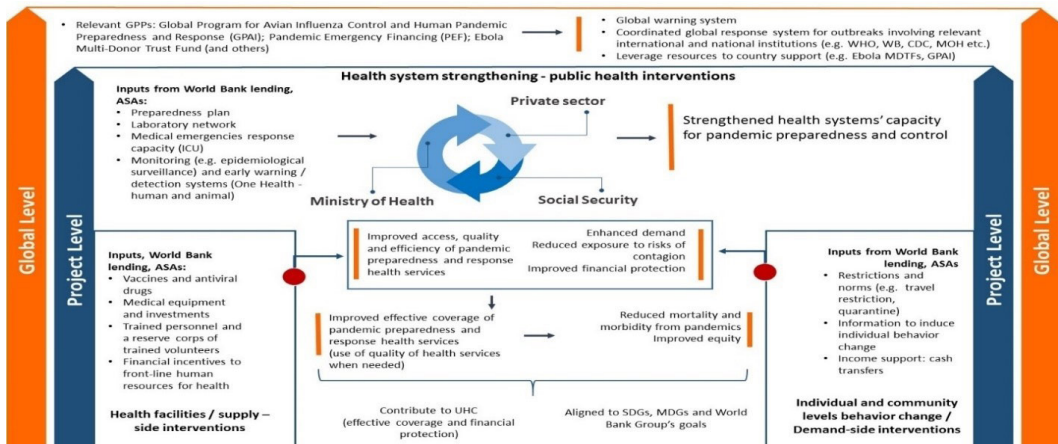 • Relevant GPPs: Global Program for Avian Influenza Control and Human Pandemic
Preparedness and Response (GPAI); Pandemic Emergency Financing (PEF); Ebola
Multi-Donor Trust Fund (and others)
• Global warning system
• Coordinated global response system for outbreaks involving relevant
international and national institutions (e.g. WHO, WB, CDC, MOH etc.)
• Leverage resources to country support (e.g. Ebola MDTFs, GPAI)
Global Level
Project Level
Health system strengthening - public health interventions
Inputs from World Bank lending,
ASAs:
• Preparedness plan
• Laboratory network
• Medical emergencies response
capacity (ICU)
• Monitoring (e.g. epidemiological
surveillance) and early warning /
detection systems (One Health -
human and animal)
Private sector
Ministry of Health
Social Security
Strengthened health systems' capacity
for pandemic preparedness and control
Project Level
Global Level
Inputs, World Bank
lending, ASAs:
• Vaccines and antiviral
drugs
• Medical equipment
and investments
• Trained personnel and
a reserve corps of
trained volunteers
• Financial incentives to
front-line human
resources for health
Health facilities / supply –
side interventions
Improved access, quality
and efficiency of pandemic
preparedness and response
health services
Enhanced demand
Reduced exposure to risks of
contagion
Improved financial protection
Improved effective coverage of
pandemic preparedness and
response health services
(use of quality of health services
when needed)
Reduced mortality and
morbidity from pandemics
Improved equity
Contribute to UHC
(effective coverage and financial
protection)
Aligned to SDGs, MDGs and World
Bank Group's goals
Inputs from World Bank
lending, ASAs
• Restrictions and
norms (e.g. travel
restriction,
quarantine)
• Information to induce
individual behavior
change
• Income support: cash
transfers
Individual and community
levels behavior change /
Demand-side interventions